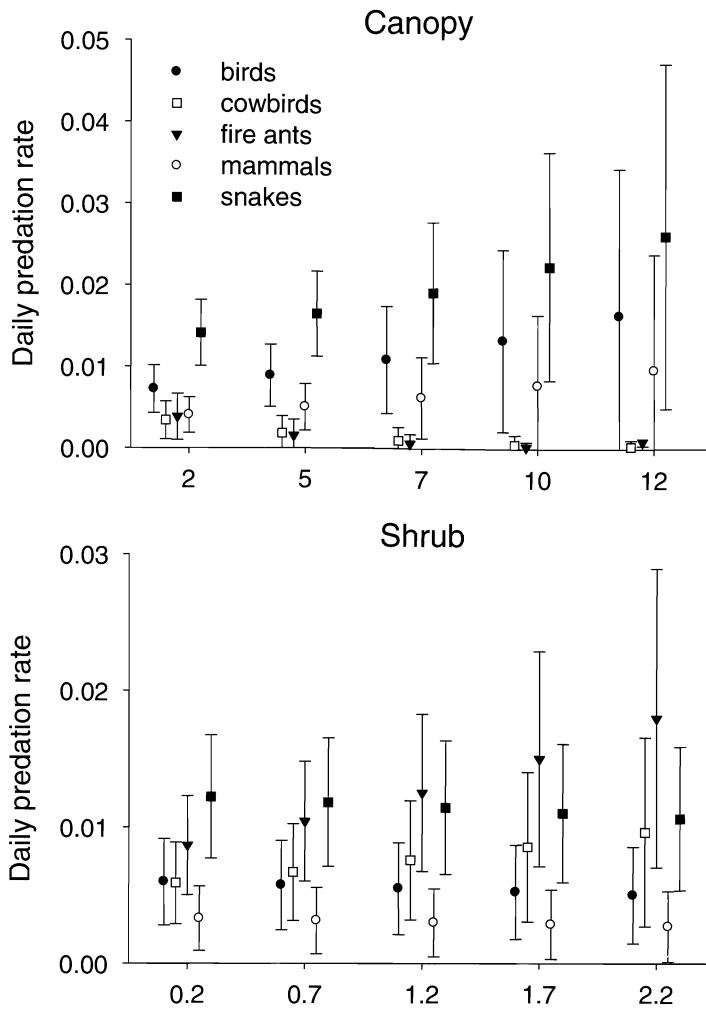 Canopy
0.05
0.04
0.03
0.02
0.01
0.00
Daily predation rate
birds
cowbirds
fire ants
mammals
snakes
2 5 7 10 12
Shrub
0.03
0.02
0.01
0.00
Daily predation rate
0.2 0.7 1.2 1.7 2.2